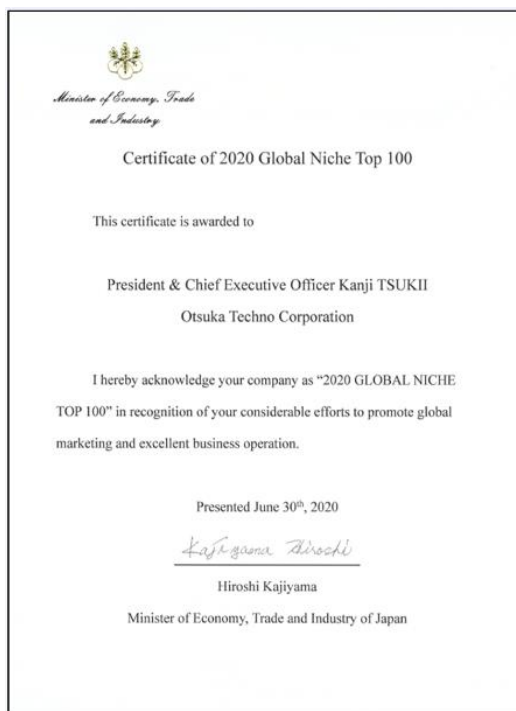 Minister of Economy, Trade
and Industry
Certificate of 2020 Global Niche Top 100
This certificate is awarded to
President & Chief Executive Officer Kanji TSUKII
Otsuka Techno Corporation
I hereby acknowledge your company as “2020 GLOBAL NICHE
TOP 100” in recognition of your considerable efforts to promote global
marketing and excellent business operation.
Presented June 30th, 2020
Kajiyama Hiroshi
Hiroshi Kajiyama
Minister of Economy, Trade and Industry of Japan